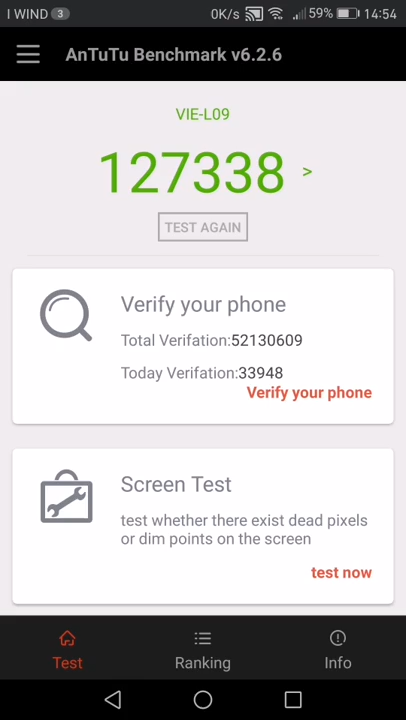 I WIND 3 0K/s 59% 14:54
AnTuTu Benchmark v6.2.6
VIE-L09
127338 >
TEST AGAIN
Verify your phone
Total Verifation:52130609
Today Verifation:33948
Verify your phone
Screen Test
test whether there exist dead pixels
or dim points on the screen
test now
Test Ranking Info